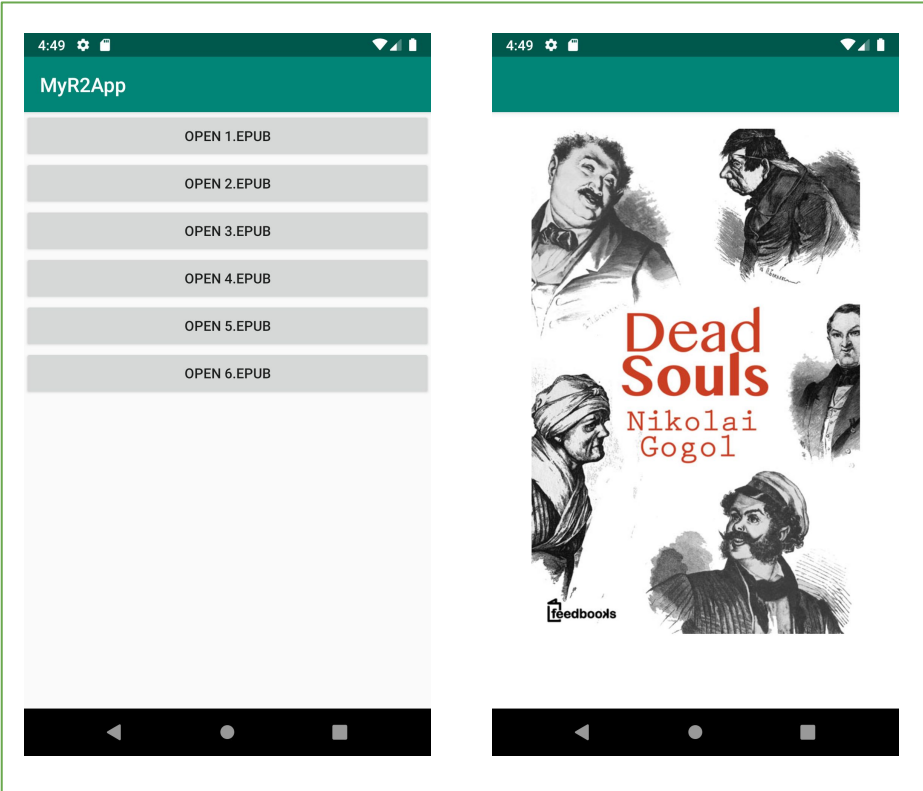 4:49
MyR2App
OPEN 1.EPUB
OPEN 2.EPUB
OPEN 3.EPUB
OPEN 4.EPUB
OPEN 5.EPUB
OPEN 6.EPUB
4:49
Dead
Souls
Nikolai
Gogol
feedbooks